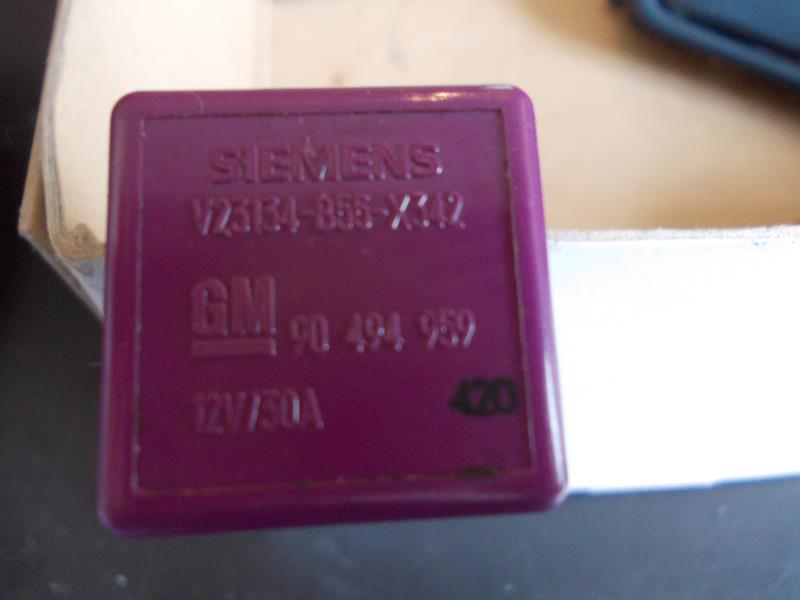 SIEMENS
V23134-B56-X342
GM 90 494 959
12V/50A 420